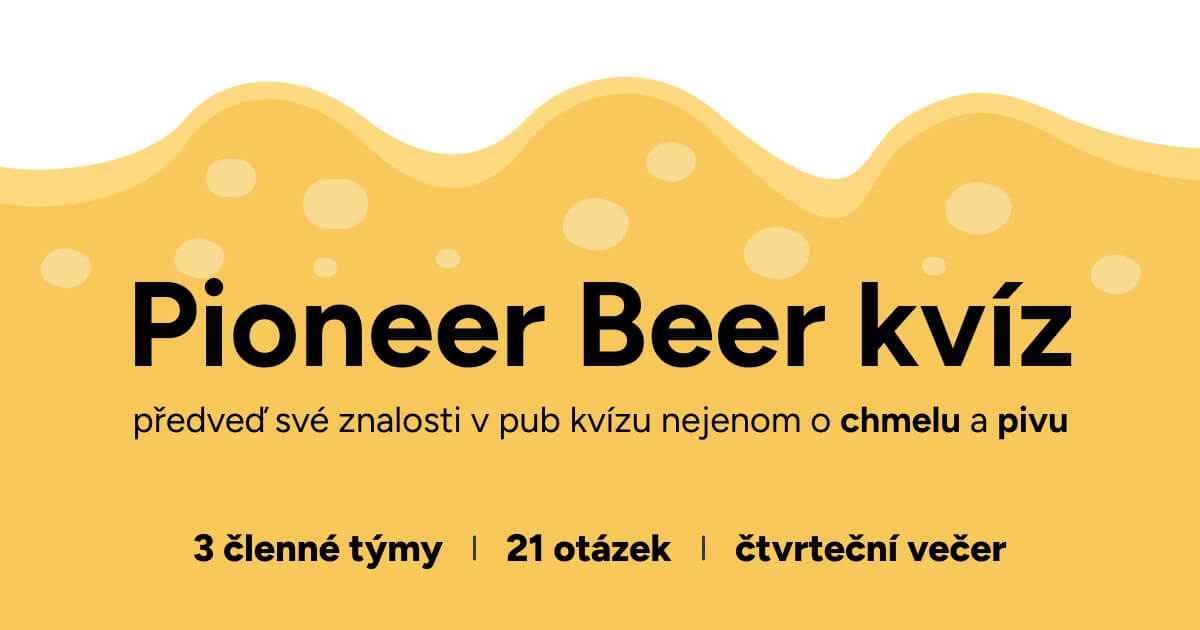 Pioneer Beer kvíz
předveď své znalosti v pub kvízu nejenom o chmelu a pivu
3 členné týmy | 21 otázek | čtvrteční večer